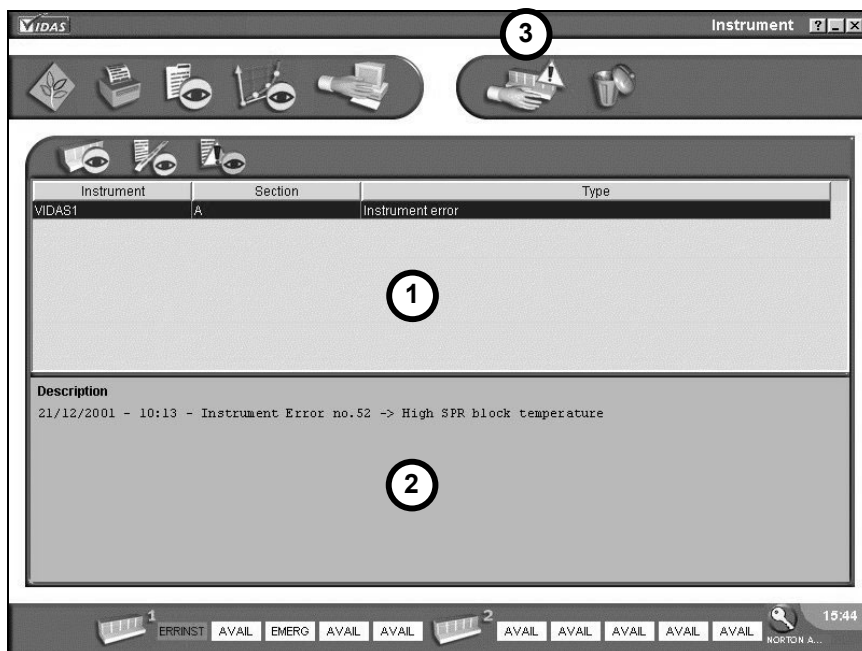 VIDAS Instrument ? _ X
3
Instrument Section Type
VIDAS1 A Instrument error
1
Description
21/12/2001 - 10:13 - Instrument Error no.52 -> High SPR block temperature
2
1 ERRINST AVAIL EMERG AVAIL AVAIL 2 AVAIL AVAIL AVAIL AVAIL AVAIL 15:44
NORTON A...